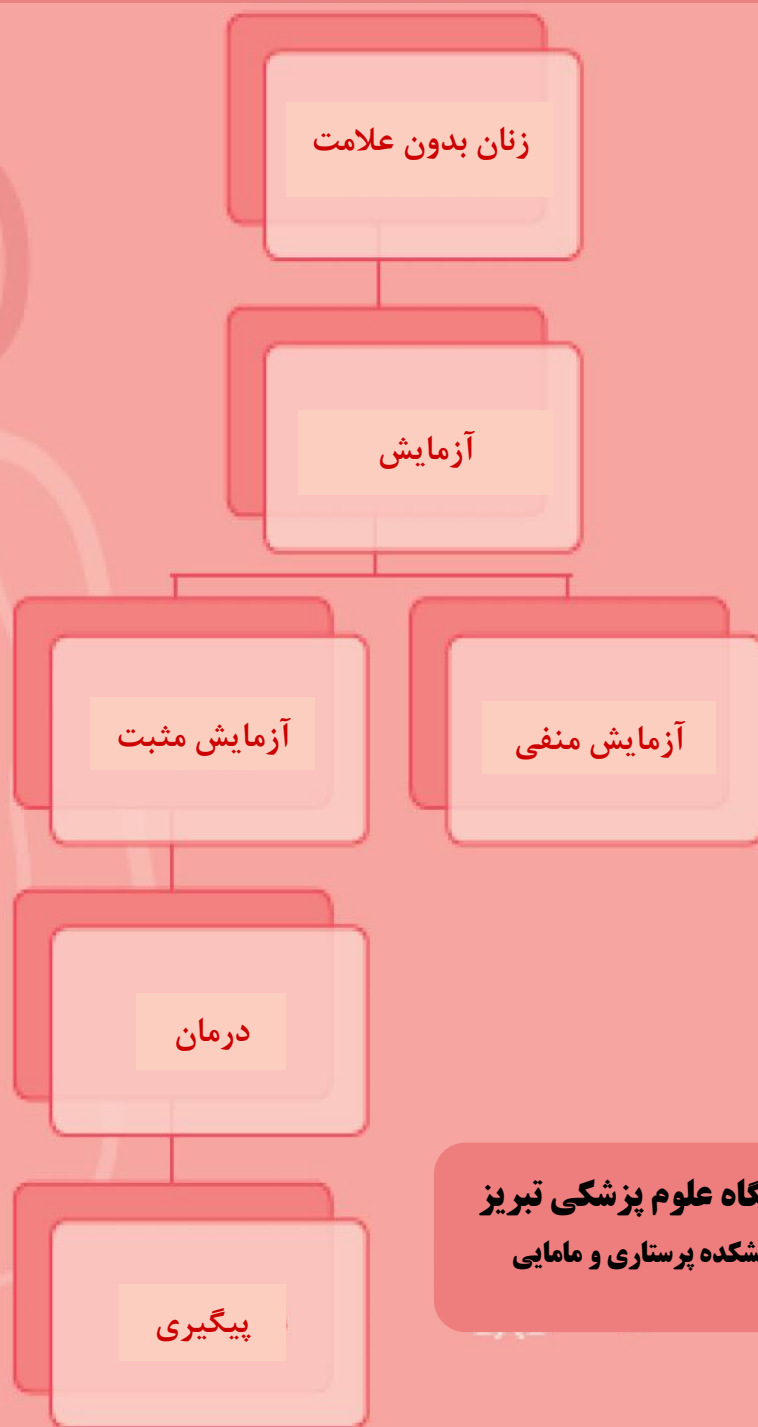 زنان بدون علامت
آزمایش
آزمایش منفی
آزمایش مثبت
درمان
پیگیری
علوم پزشکی تبریز
پرستاری و مامایی